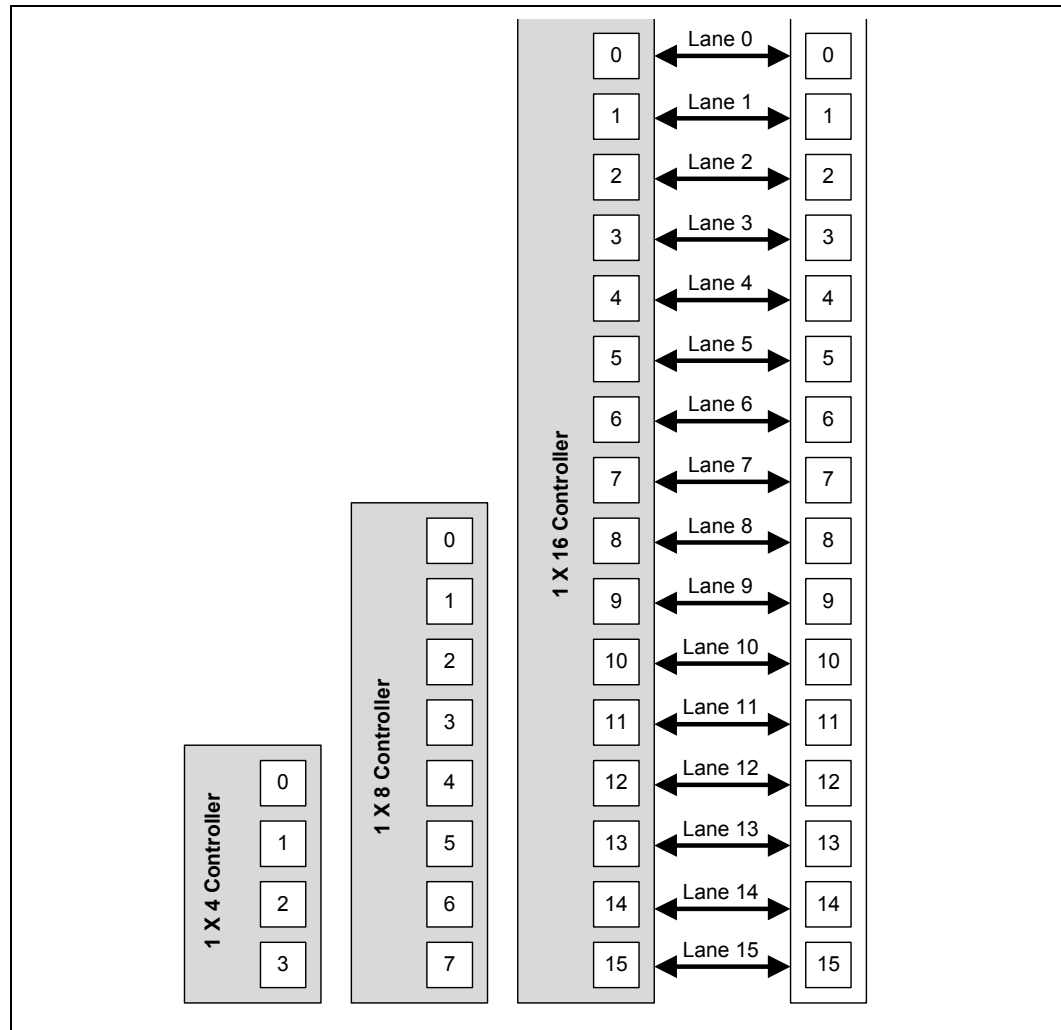 0 Lane 0 0
1 Lane 1 1
2 Lane 2 2
3 Lane 3 3
4 Lane 4 4
5 Lane 5 5
6 Lane 6 6
7 Lane 7 7
1 X 16 Controller
0 8 Lane 8 8
1 9 Lane 9 9
2 10 Lane 10 10
3 11 Lane 11 11
1 X 8 Controller
0 4 12 Lane 12 12
1 5 13 Lane 13 13
1 X 4 Controller
2 6 14 Lane 14 14
3 7 15 Lane 15 15